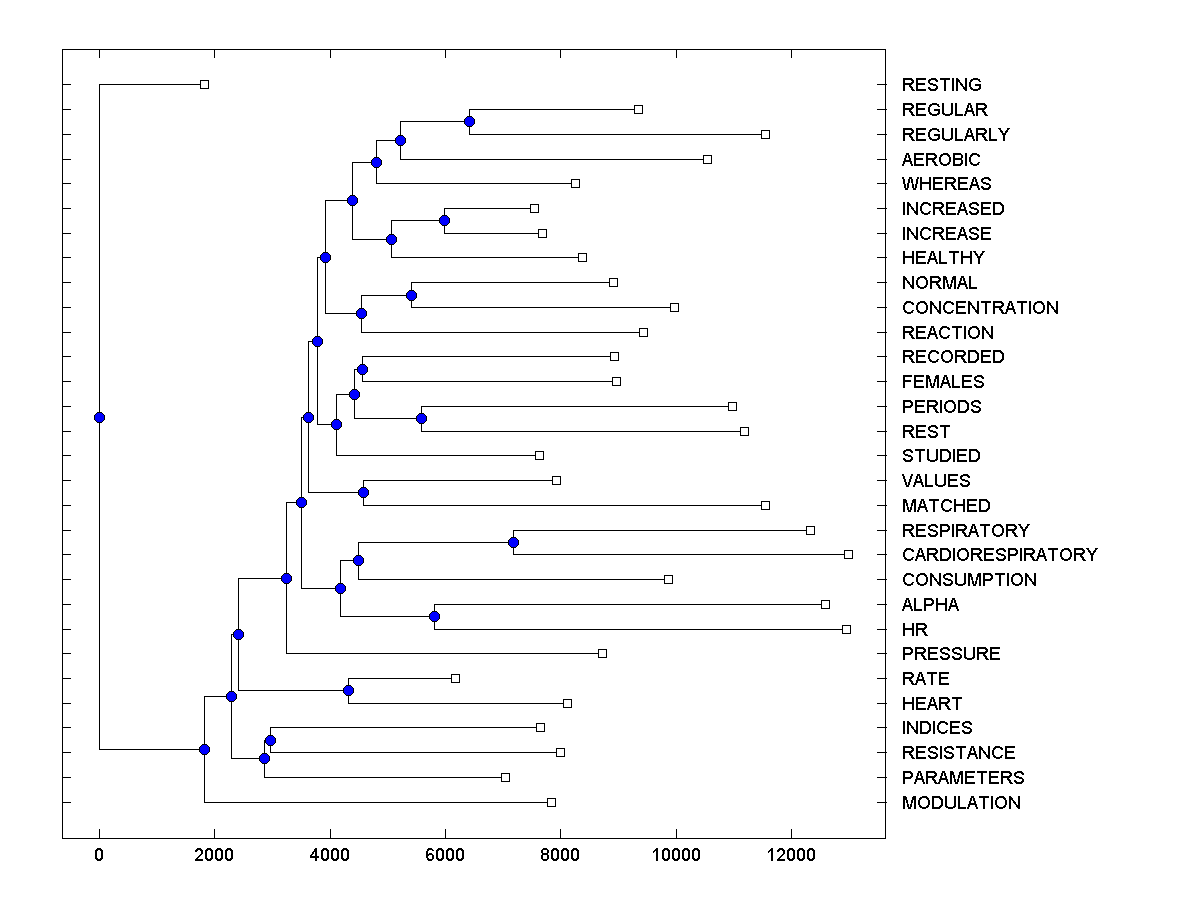 RESTING
REGULAR
REGULARLY
AEROBIC
WHEREAS
INCREASED
INCREASE
HEALTHY
NORMAL
CONCENTRATION
REACTION
RECORDED
FEMALES
PERIODS
REST
STUDIED
VALUES
MATCHED
RESPIRATORY
CARDIORESPIRATORY
CONSUMPTION
ALPHA
HR
PRESSURE
RATE
HEART
INDICES
RESISTANCE
PARAMETERS
MODULATION
0 2000 4000 6000 8000 10000 12000